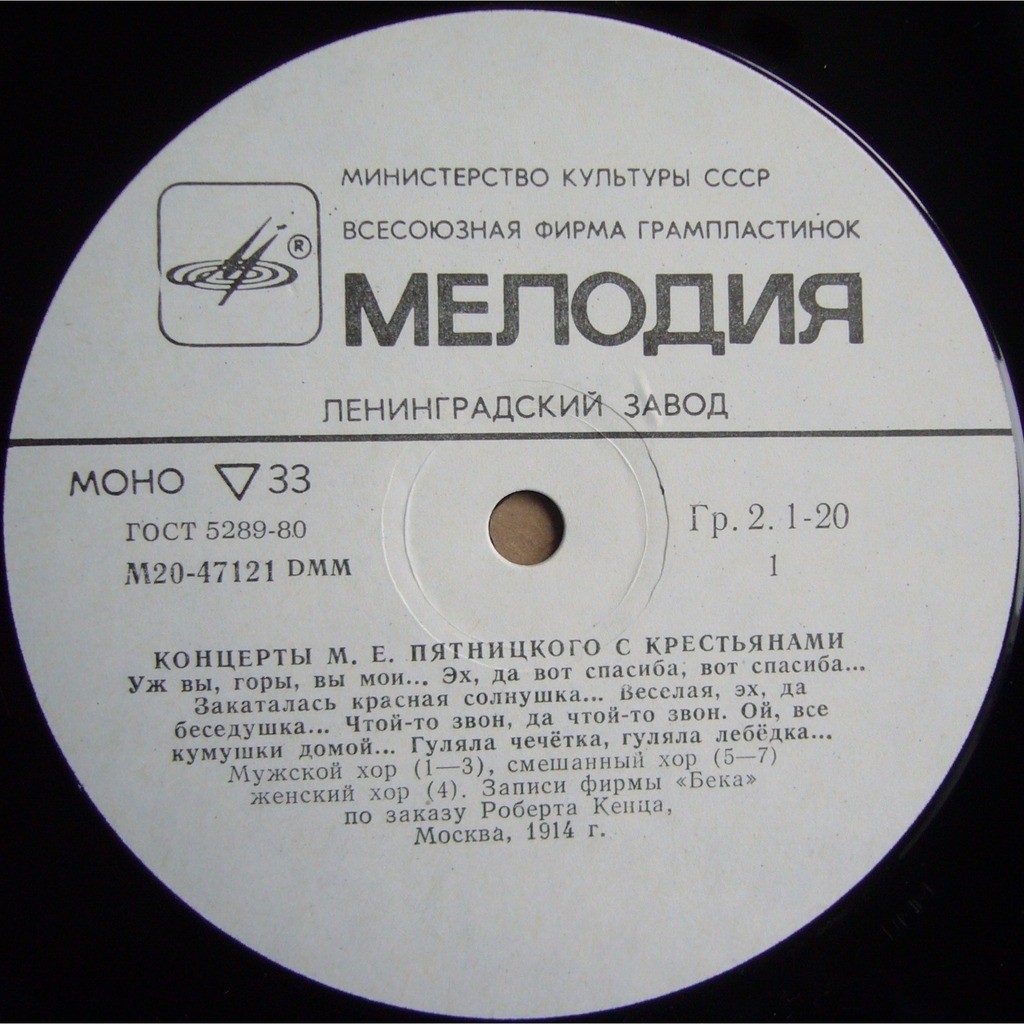 МИНИСТЕРСТВО КУЛЬТУРЫ СССР
ВСЕСОЮЗНАЯ ФИРМА ГРАМПЛАСТИНОК
®
МЕЛОДИЯ
ЛЕНИНГРАДСКИЙ ЗАВОД
МОНО ▽ 33
ГОСТ 5289-80
М20-47121 DMM
Гр. 2. 1-20
1
КОНЦЕРТЫ М. Е. ПЯТНИЦКОГО С КРЕСТЬЯНАМИ
Уж вы, горы, вы мои... Эх, да вот спасиба, вот спасиба...
Закаталась красная солнушка... Веселая, эх, да
беседушка... Чтой-то звон, да чтой-то звон. Ой, все
кумушки домой... Гуляла чечётка, гуляла лебёдка...
Мужской хор (1—3), смешанный хор (5—7)
женский хор (4). Записи фирмы «Бека»
по заказу Роберта Кенца,
Москва, 1914 г.